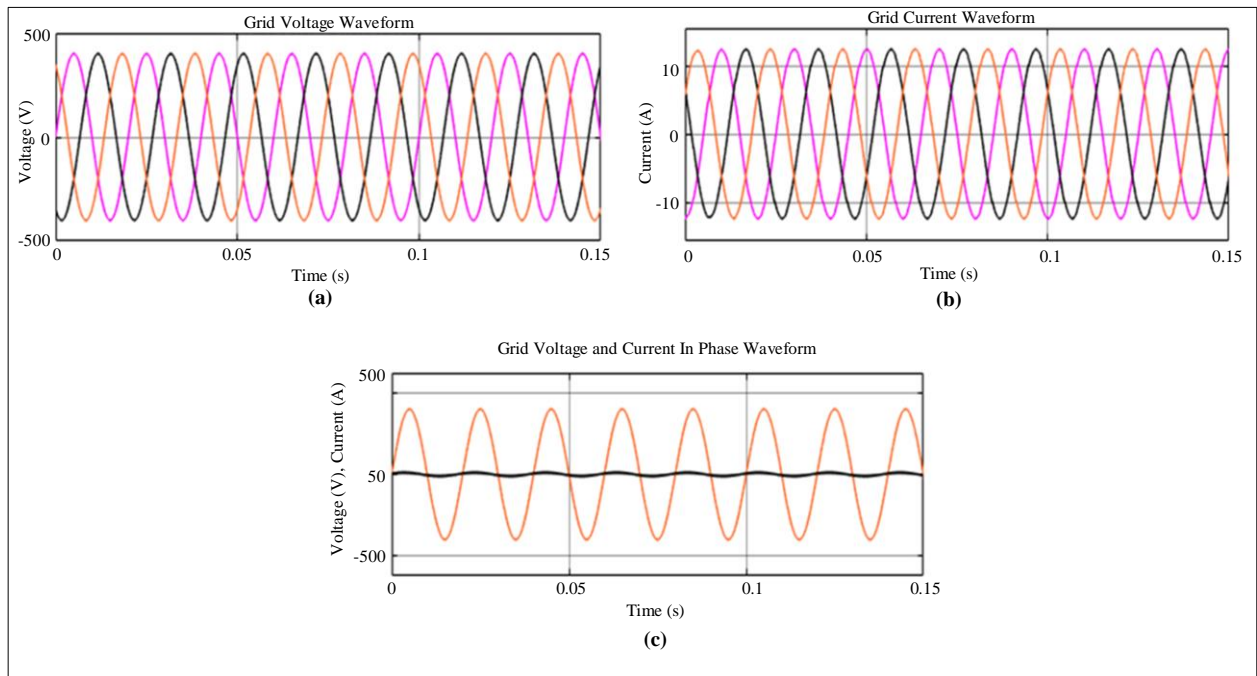 Grid Voltage Waveform
500
0
-500
Voltage (V)
0 0.05 0.1 0.15
Time (s)
(a)
Grid Current Waveform
10
0
-10
Current (A)
0 0.05 0.1 0.15
Time (s)
(b)
Grid Voltage and Current In Phase Waveform
500
50
-500
Voltage (V), Current (A)
0 0.05 0.1 0.15
Time (s)
(c)